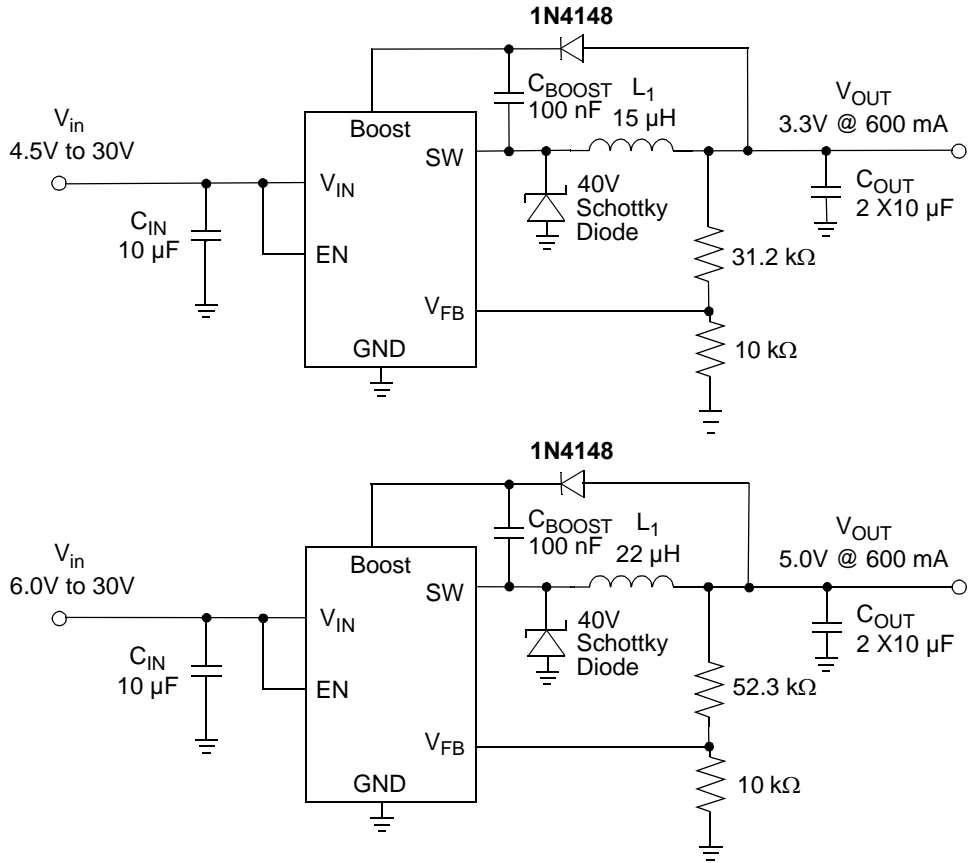 1N4148
C_BOOST
100 nF
L_1
15 µH
V_in
4.5V to 30V
Boost
SW
V_OUT
3.3V @ 600 mA
V_IN
C_IN
10 µF
40V
Schottky
Diode
C_OUT
2 X10 µF
EN
31.2 kΩ
V_FB
GND
10 kΩ
1N4148
C_BOOST
100 nF
L_1
22 µH
V_in
6.0V to 30V
Boost
SW
V_OUT
5.0V @ 600 mA
V_IN
C_IN
10 µF
40V
Schottky
Diode
C_OUT
2 X10 µF
EN
52.3 kΩ
V_FB
GND
10 kΩ